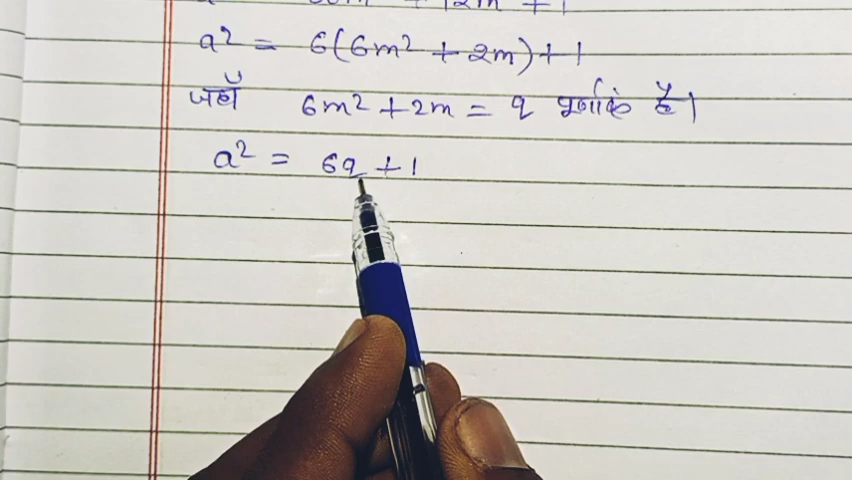 a² = 6(6m² + 2m) + 1
जहाँ 6m² + 2m = q पूर्णांक है।
a² = 6q + 1